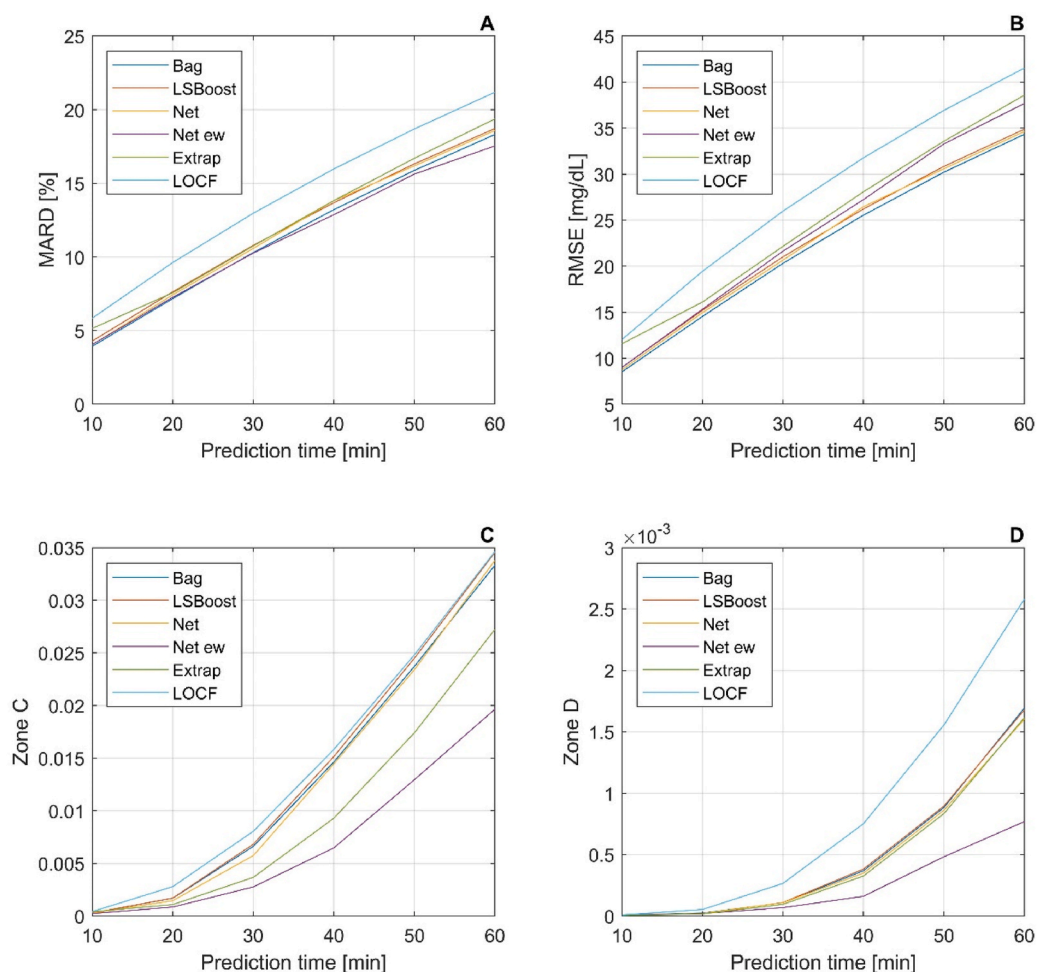 A
25
20
15
10
5
0
MARD [%]
Bag
LSBoost
Net
Net ew
Extrap
LOCF
10 20 30 40 50 60
Prediction time [min]
B
45
40
35
30
25
20
15
10
5
RMSE [mg/dL]
Bag
LSBoost
Net
Net ew
Extrap
LOCF
10 20 30 40 50 60
Prediction time [min]
C
0.035
0.03
0.025
0.02
0.015
0.01
0.005
0
Zone C
Bag
LSBoost
Net
Net ew
Extrap
LOCF
10 20 30 40 50 60
Prediction time [min]
×10⁻³ D
3
2.5
2
1.5
1
0.5
0
Zone D
Bag
LSBoost
Net
Net ew
Extrap
LOCF
10 20 30 40 50 60
Prediction time [min]